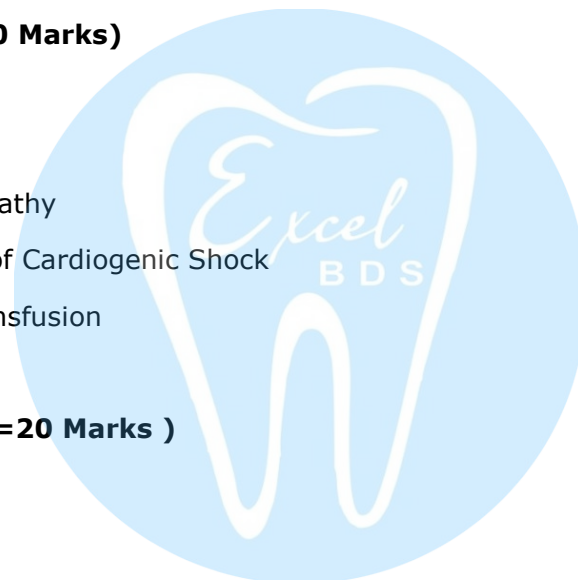 0 Marks)
athy
of Cardiogenic Shock
nsfusion
=20 Marks )
Excel
BDS